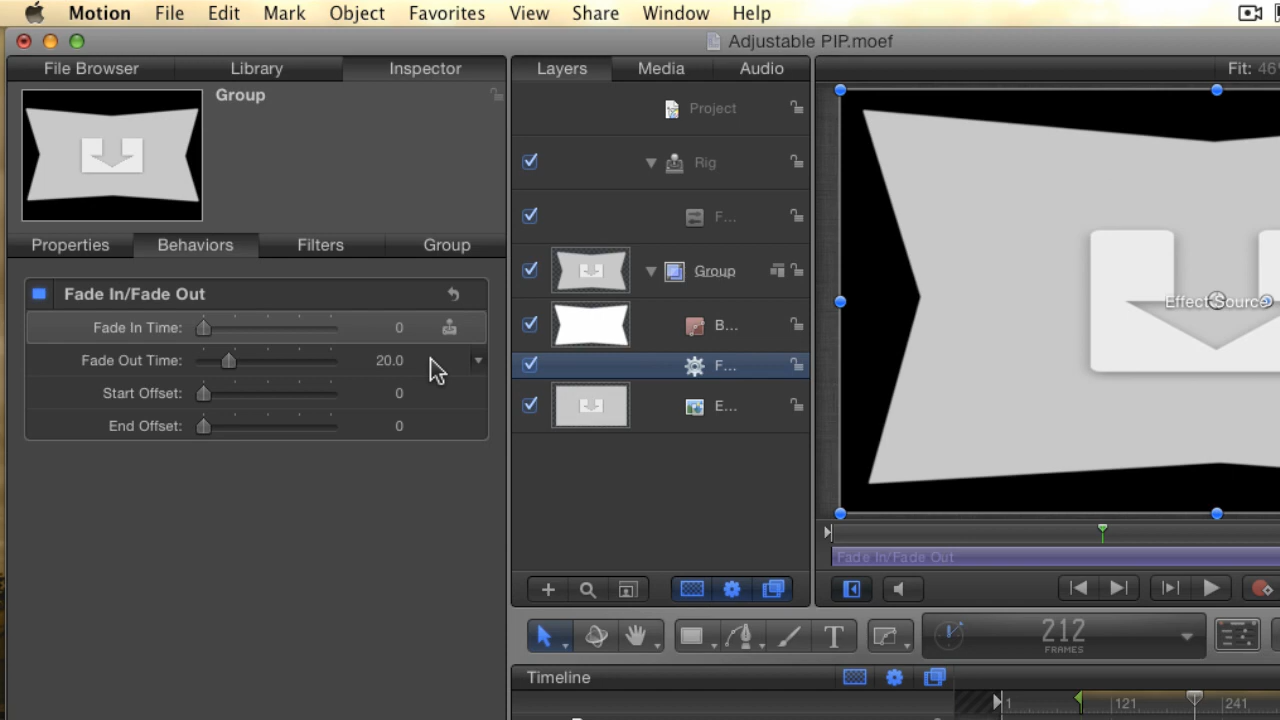 Motion File Edit Mark Object Favorites View Share Window Help
Adjustable PIP.moef
File Browser Library Inspector
Layers Media Audio
Fit: 46
Group
Project
Rig
F...
Group
B...
F...
E...
Properties Behaviors Filters Group
Fade In/Fade Out
Fade In Time: 0
Fade Out Time: 20.0
Start Offset: 0
End Offset: 0
Effect Source
Fade In/Fade Out
T
212
FRAMES
Timeline
1 121 241